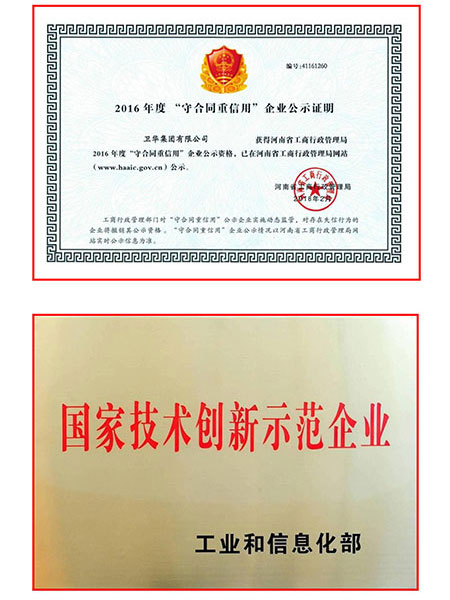 编号:41161260
2016 年度 “守合同重信用” 企业公示证明
卫华集团有限公司 获得河南省工商行政管理局
2016 年度“守合同重信用”企业公示资格，已在河南省工商行政管理局网站
（www.haaic.gov.cn）公示。
河南省工商行政管理局
2016年2月
工商行政管理部门对“守合同重信用”公示企业实施动态监管，对存在失信行为的
企业将撤销其公示资格。“守合同重信用”企业公示情况以河南省工商行政管理局网
站实时公示信息为准。
国家技术创新示范企业
工业和信息化部